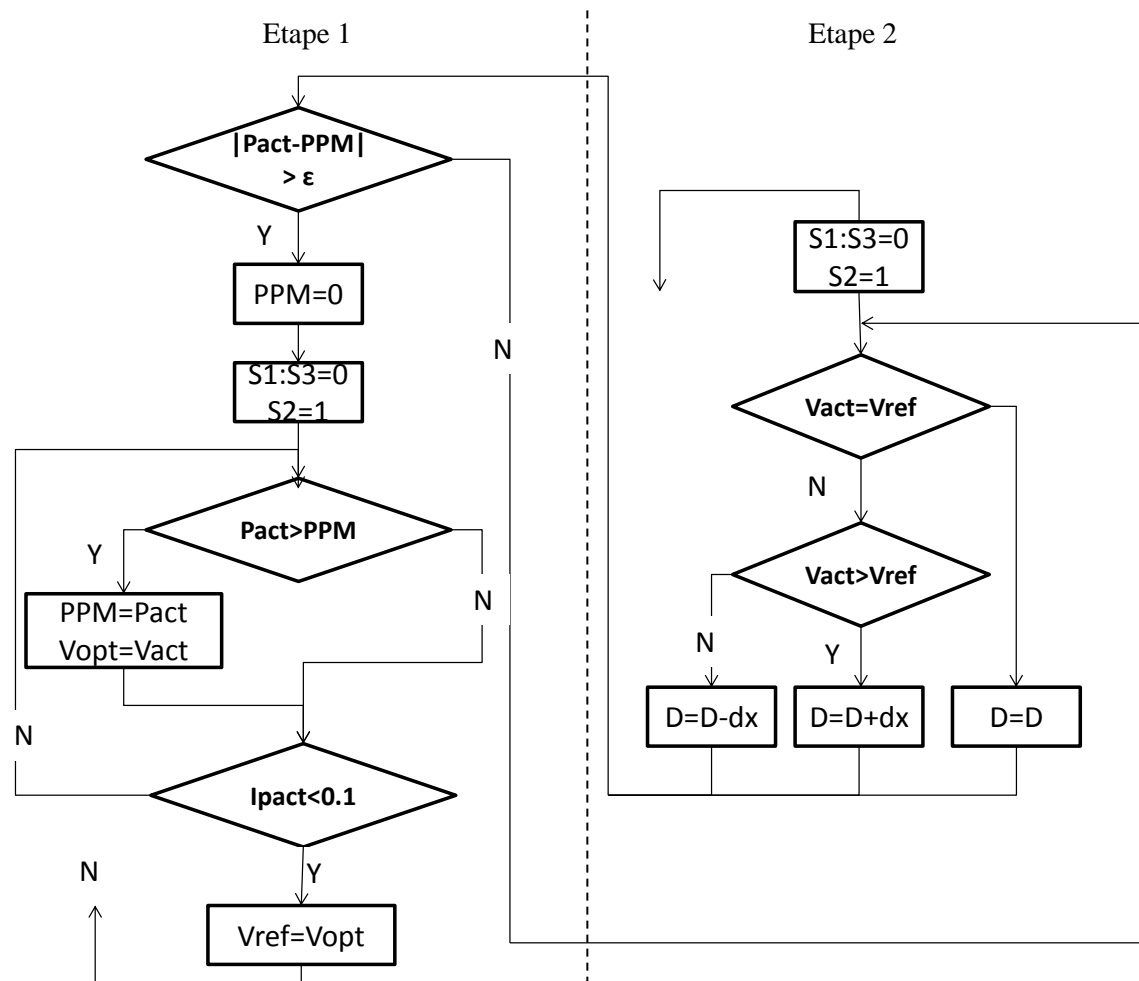 Etape 1
Etape 2
|Pact-PPM|
> ε
Y
N
PPM=0
S1:S3=0
S2=1
Pact>PPM
Y
N
PPM=Pact
Vopt=Vact
N
Ipact<0.1
Y
N
Vref=Vopt
S1:S3=0
S2=1
Vact=Vref
N
Vact>Vref
N
Y
D=D-dx
D=D+dx
D=D